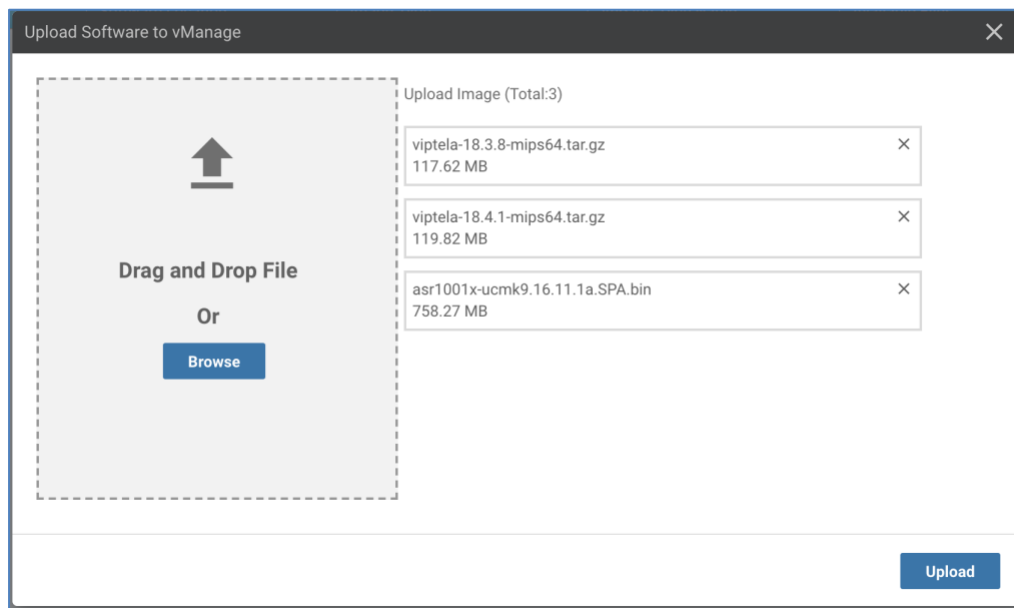 Upload Software to vManage
Drag and Drop File
Or
Browse
Upload Image (Total:3)
viptela-18.3.8-mips64.tar.gz
117.62 MB
viptela-18.4.1-mips64.tar.gz
119.82 MB
asr1001x-ucmk9.16.11.1a.SPA.bin
758.27 MB
Upload